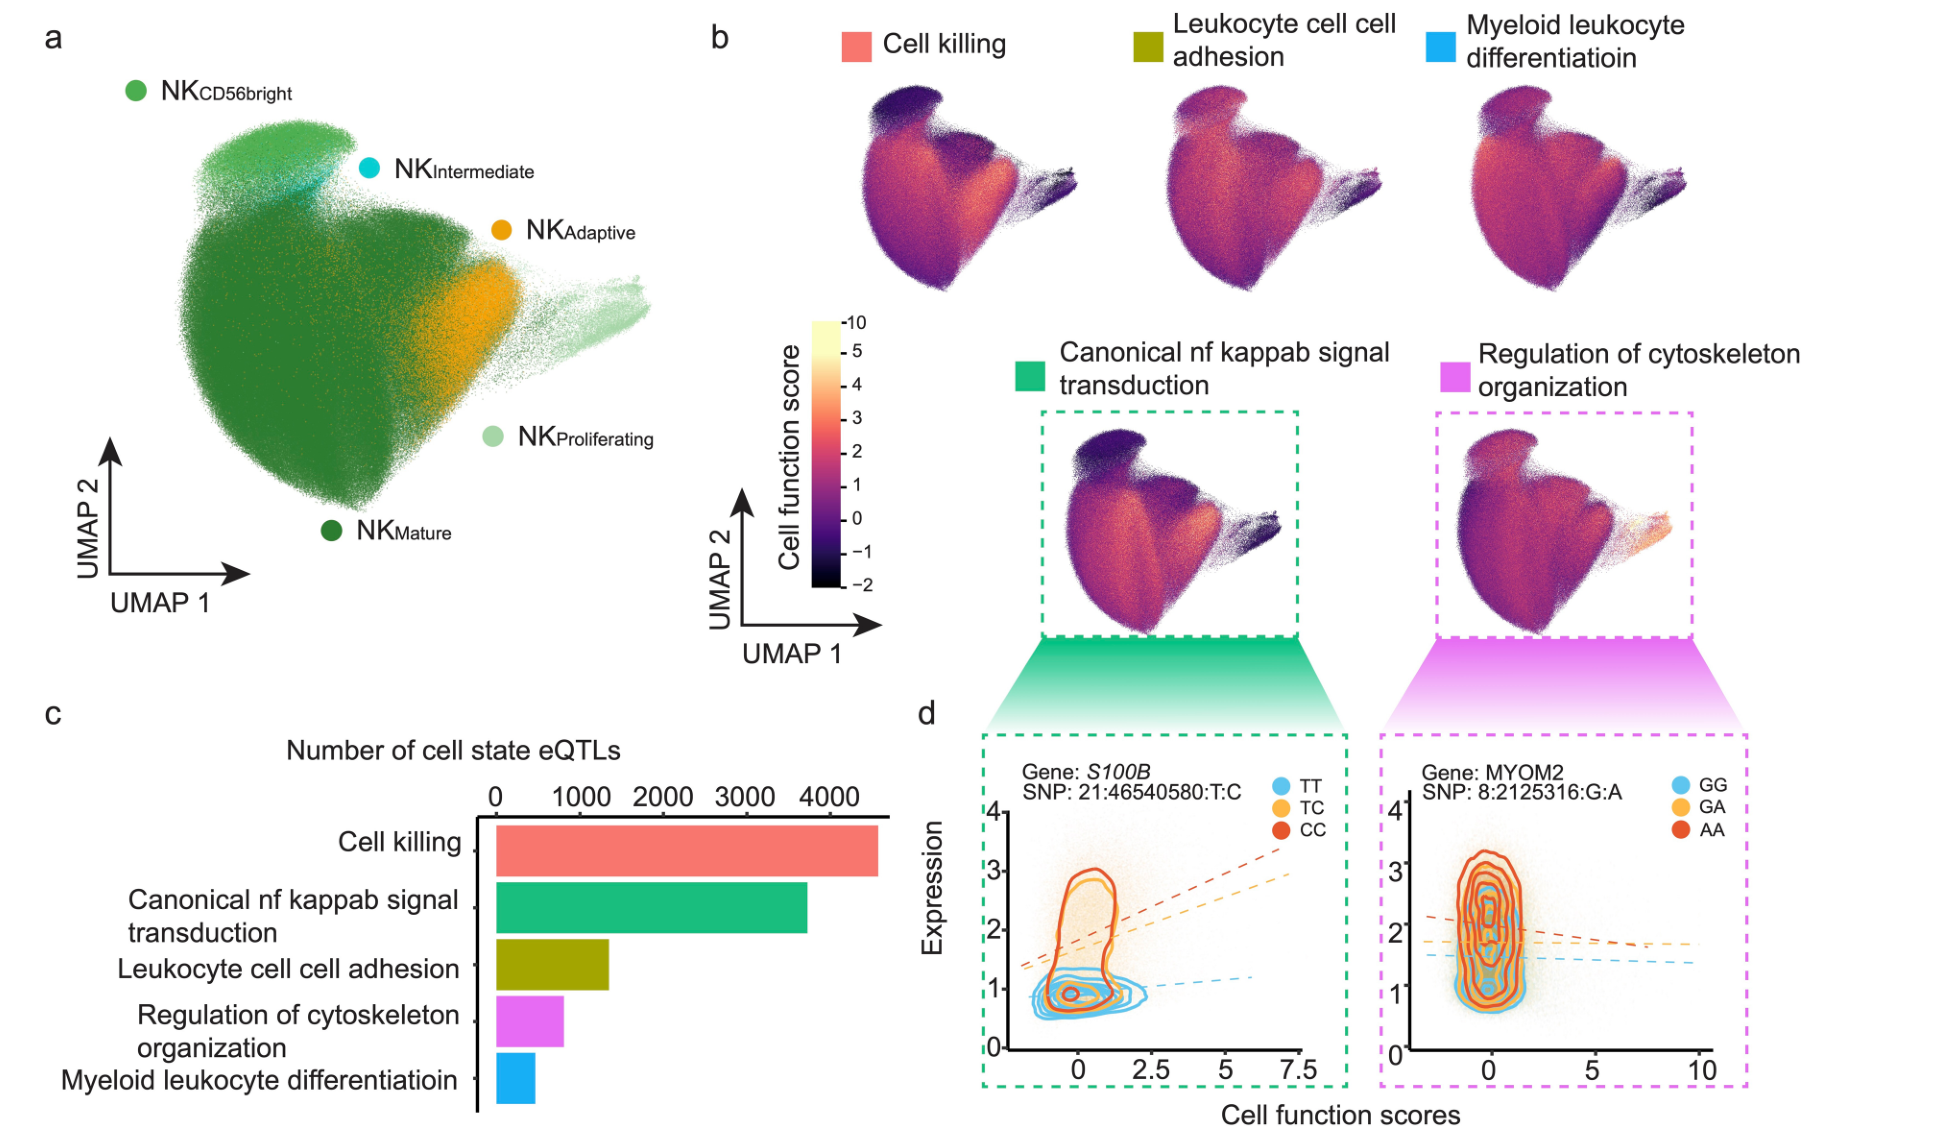 a
NKCD56bright
NKIntermediate
NKAdaptive
NKProliferating
NKMature
UMAP 2
UMAP 1
b
Cell killing
Leukocyte cell cell
adhesion
Myeloid leukocyte
differentiatioin
Cell function score
10
5
4
3
2
1
0
−1
−2
UMAP 2
UMAP 1
Canonical nf kappab signal
transduction
Regulation of cytoskeleton
organization
c
Number of cell state eQTLs
0 1000 2000 3000 4000
Cell killing
Canonical nf kappab signal
transduction
Leukocyte cell cell adhesion
Regulation of cytoskeleton
organization
Myeloid leukocyte differentiatioin
d
Gene: S100B
SNP: 21:46540580:T:C
TT
TC
CC
Expression
4
3
2
1
0
0 2.5 5 7.5
Gene: MYOM2
SNP: 8:2125316:G:A
GG
GA
AA
4
3
2
1
0
0 5 10
Cell function scores